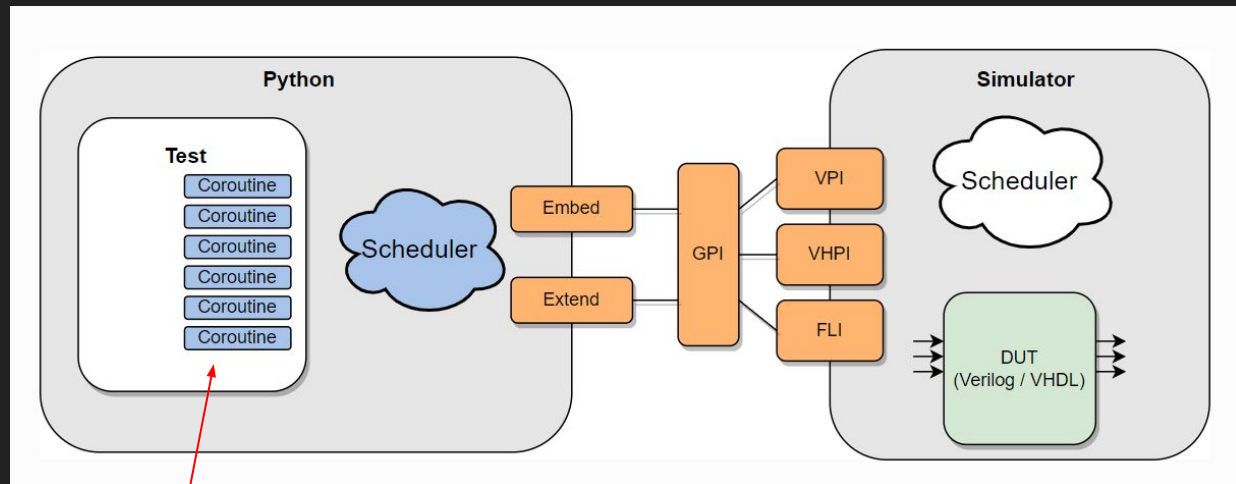 Python
Test
Coroutine
Coroutine
Coroutine
Coroutine
Coroutine
Coroutine
Scheduler
Embed
Extend
GPI
VPI
VHPI
FLI
Simulator
Scheduler
DUT
(Verilog / VHDL)